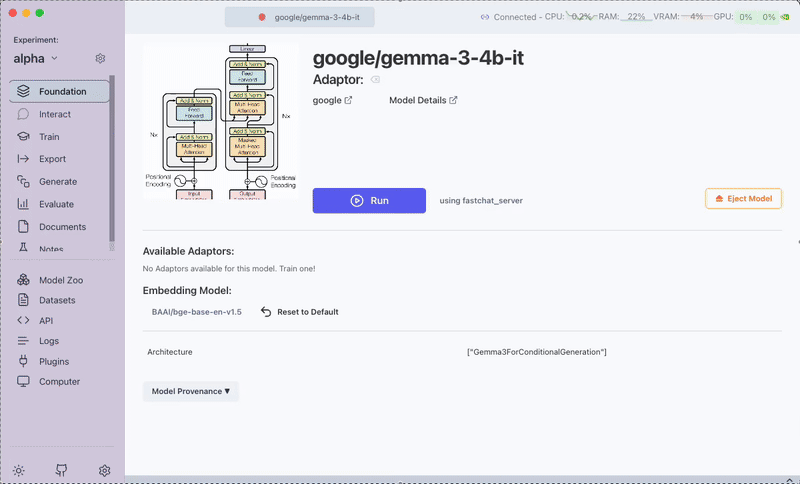 google/gemma-3-4b-it
Connected - CPU: 0.2% RAM: 22% VRAM: 4% GPU: 0% 0%
Experiment:
alpha
Foundation
Interact
Train
Export
Generate
Evaluate
Documents
Notes
Model Zoo
Datasets
API
Logs
Plugins
Computer
Linear
Add & Norm
Feed Forward
Add & Norm
Multi-Head Attention
Add & Norm
Masked Multi-Head Attention
Nx
Add & Norm
Feed Forward
Nx
Add & Norm
Multi-Head Attention
Positional Encoding
Positional Encoding
Input
Output
google/gemma-3-4b-it
Adaptor:
google
Model Details
Run
using fastchat_server
Eject Model
Available Adaptors:
No Adaptors available for this model. Train one!
Embedding Model:
BAAI/bge-base-en-v1.5
Reset to Default
Architecture
["Gemma3ForConditionalGeneration"]
Model Provenance ▼